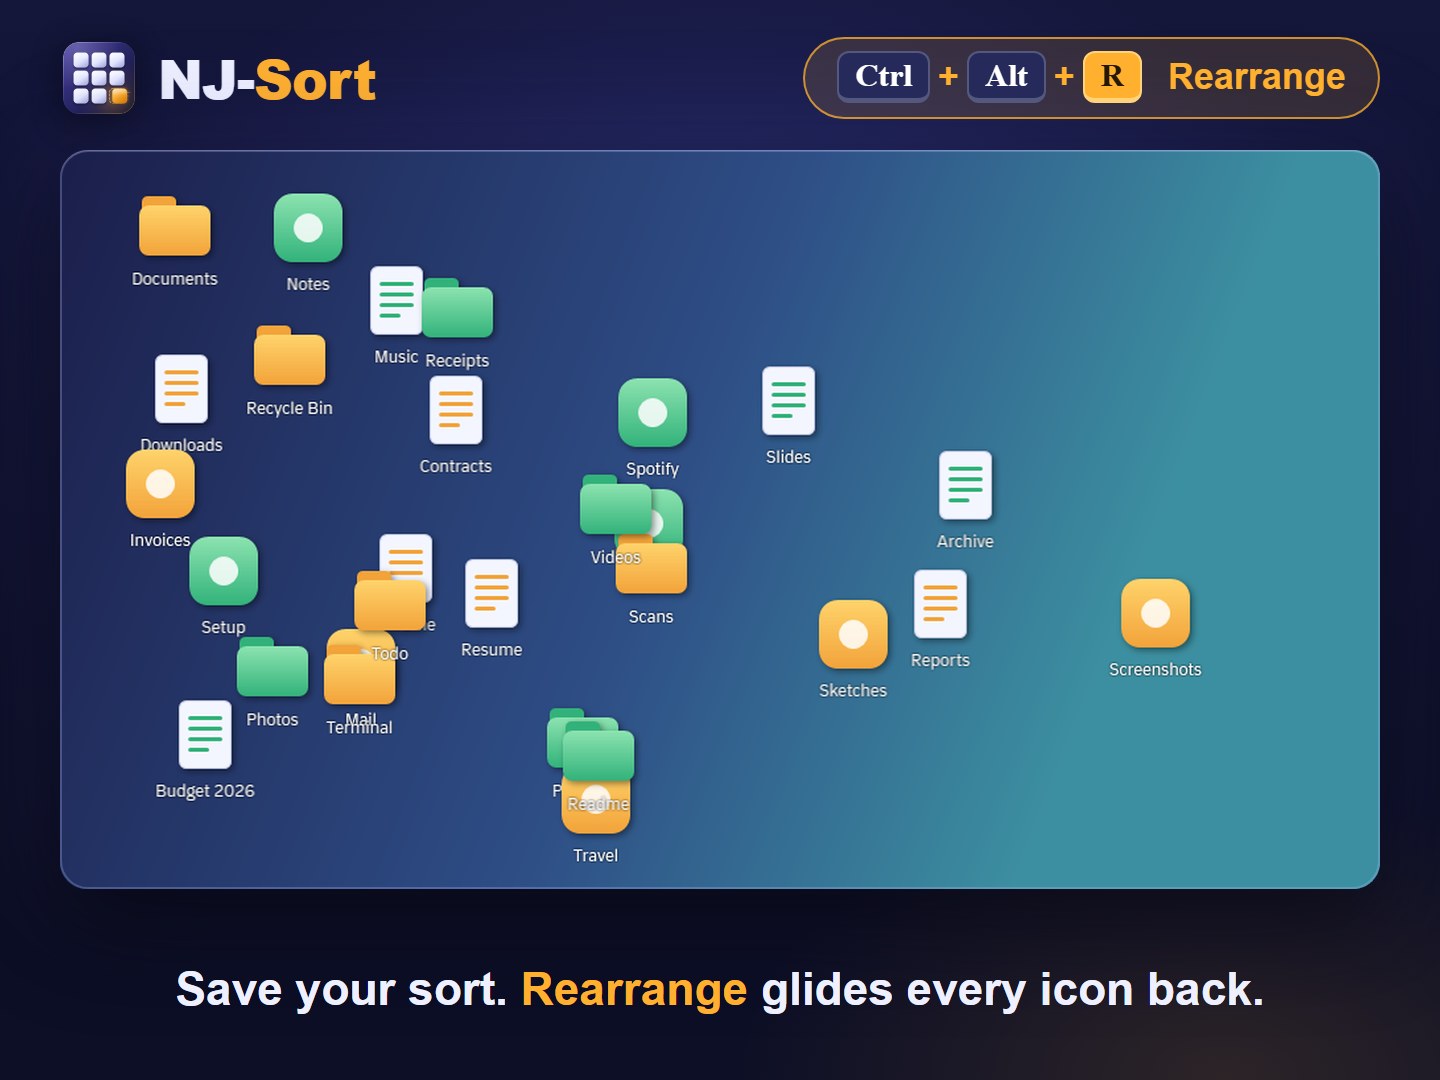 NJ-Sort
Ctrl + Alt + R Rearrange
Documents
Notes
Music
Receipts
Recycle Bin
Downloads
Contracts
Spotify
Slides
Invoices
Archive
Videos
Setup
Scans
Todo
Resume
Sketches
Reports
Screenshots
Photos
Mail
Terminal
Budget 2026
Readme
Travel
Save your sort. Rearrange glides every icon back.